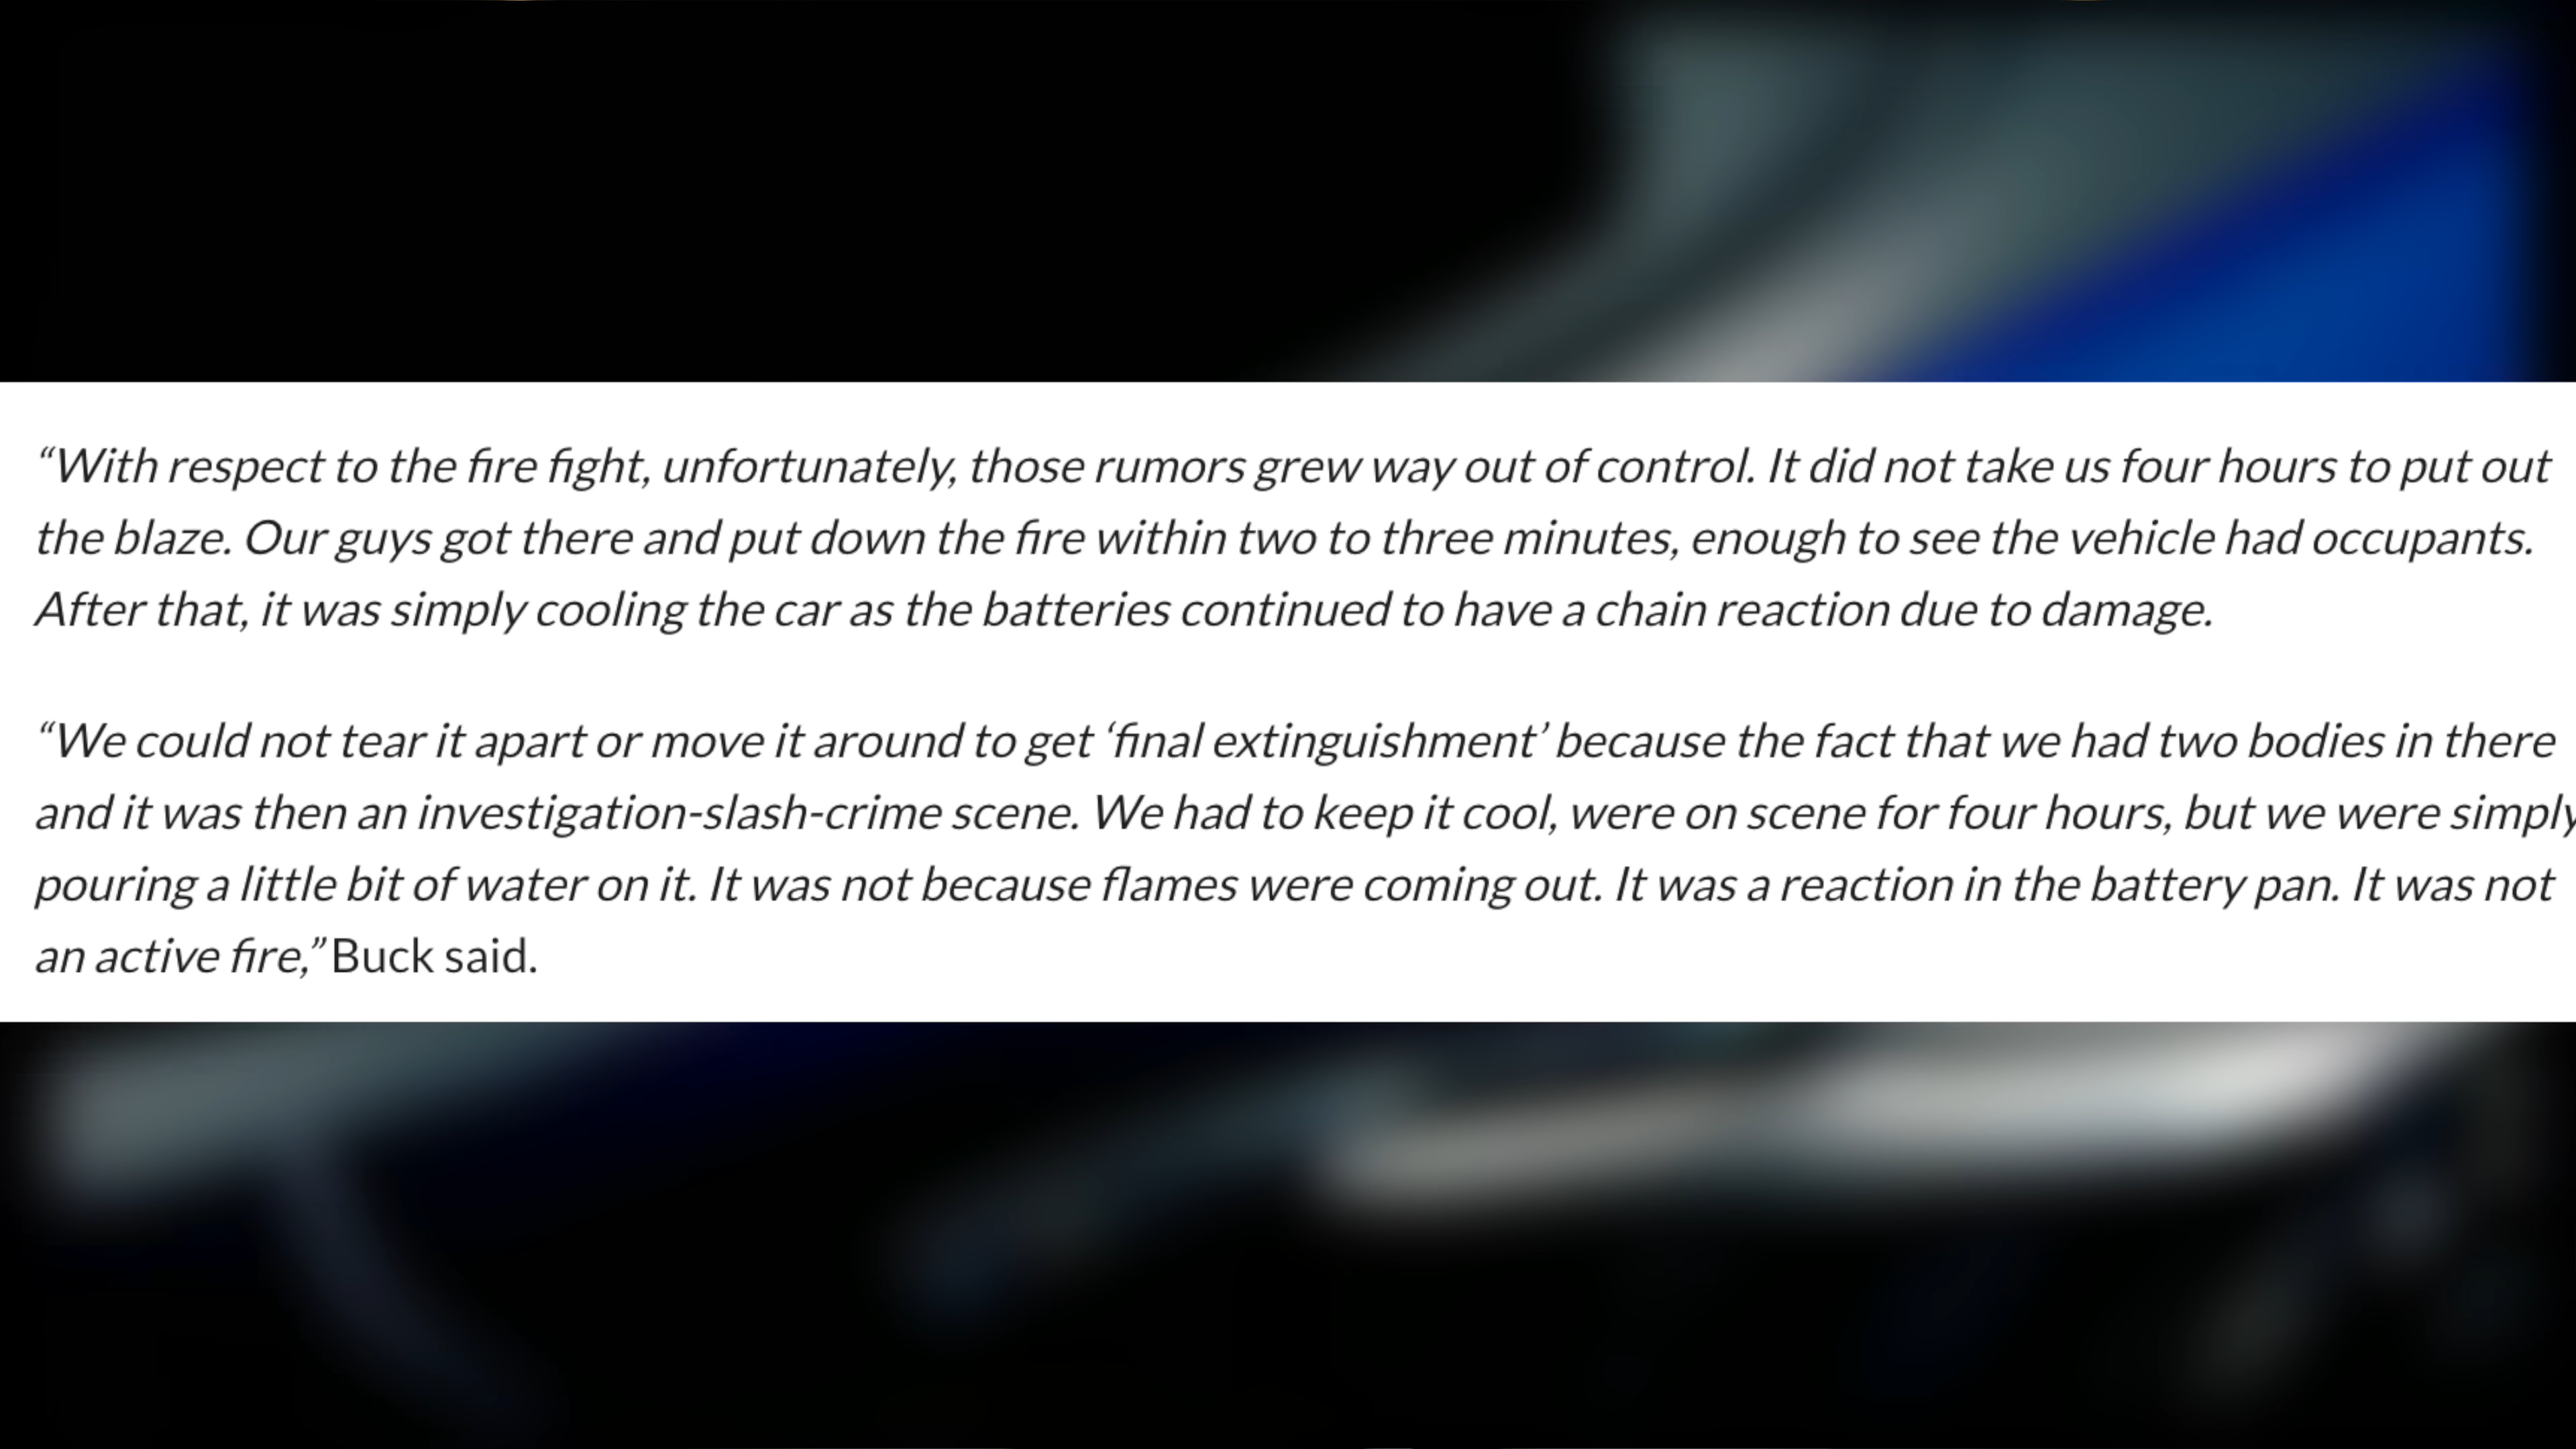 “With respect to the fire fight, unfortunately, those rumors grew way out of control. It did not take us four hours to put out
the blaze. Our guys got there and put down the fire within two to three minutes, enough to see the vehicle had occupants.
After that, it was simply cooling the car as the batteries continued to have a chain reaction due to damage.
“We could not tear it apart or move it around to get ‘final extinguishment’ because the fact that we had two bodies in there
and it was then an investigation-slash-crime scene. We had to keep it cool, were on scene for four hours, but we were simply
pouring a little bit of water on it. It was not because flames were coming out. It was a reaction in the battery pan. It was not
an active fire,” Buck said.